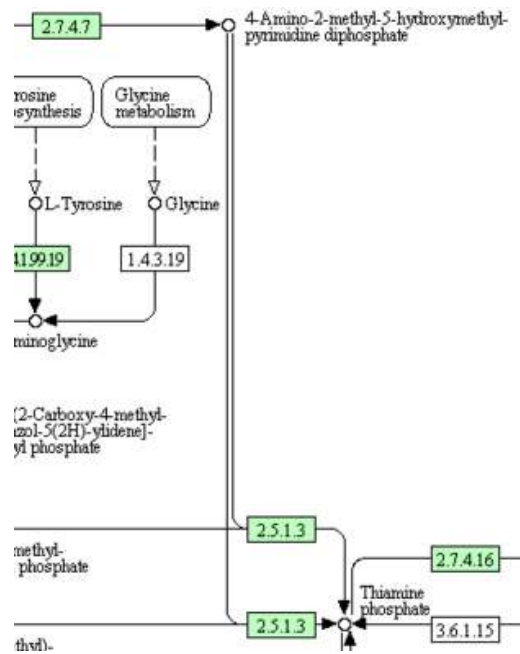 2.7.4.7
4-Amino-2-methyl-5-hydroxymethyl-
pyrimidine diphosphate
rosine
osynthesis
Glycine
metabolism
L-Tyrosine
Glycine
4.1.99.19
1.4.3.19
minoglycine
[2-Carboxy-4-methyl-
azol-5(2H)-ylidene]-
yl phosphate
2.5.1.3
methyl-
phosphate
2.7.4.16
Thiamine
phosphate
2.5.1.3
3.6.1.15
thyl)-